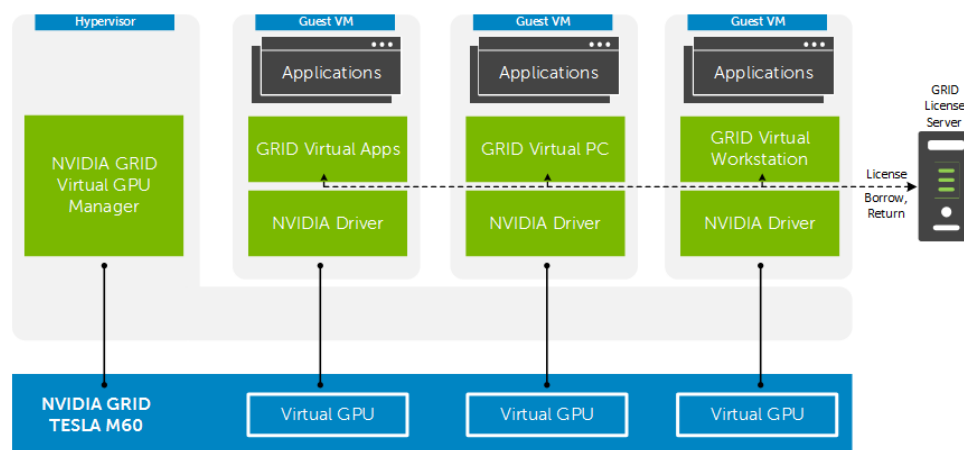 Hypervisor
Guest VM
Guest VM
Guest VM
Applications
Applications
Applications
GRID
License
Server
NVIDIA GRID
Virtual GPU
Manager
GRID Virtual Apps
GRID Virtual PC
GRID Virtual
Workstation
License
Borrow,
Return
NVIDIA Driver
NVIDIA Driver
NVIDIA Driver
NVIDIA GRID
TESLA M60
Virtual GPU
Virtual GPU
Virtual GPU